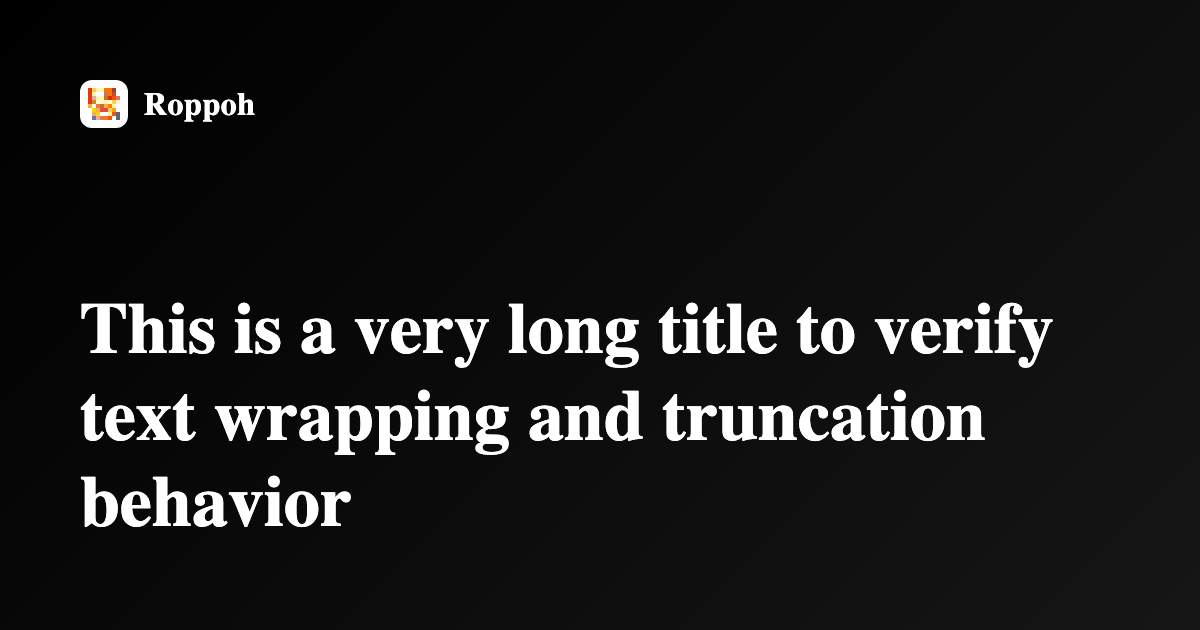 Roppoh
This is a very long title to verify
text wrapping and truncation
behavior